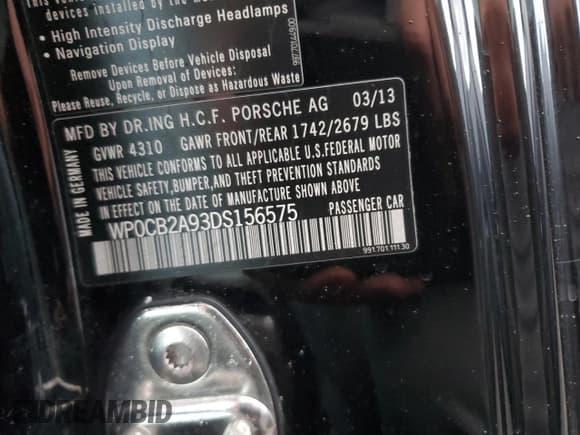 devices installed by the
• High Intensity Discharge Headlamps
• Navigation Display
Remove Devices Before Vehicle Disposal
Upon Removal of Devices:
Please Reuse, Recycle, or Dispose as Hazardous Waste
MFD BY DR.ING H.C.F. PORSCHE AG 03/13
GVWR 4310 GAWR FRONT/REAR 1742/2679 LBS
THIS VEHICLE CONFORMS TO ALL APPLICABLE U.S.FEDERAL MOTOR
VEHICLE SAFETY,BUMPER,AND THEFT PREVENTION STANDARDS
IN EFFECT ON THE DATE OF MANUFACTURE SHOWN ABOVE
WP0CB2A93DS156575 PASSENGER CAR
991.701.111.30
MADE IN GERMANY
DREAMBID